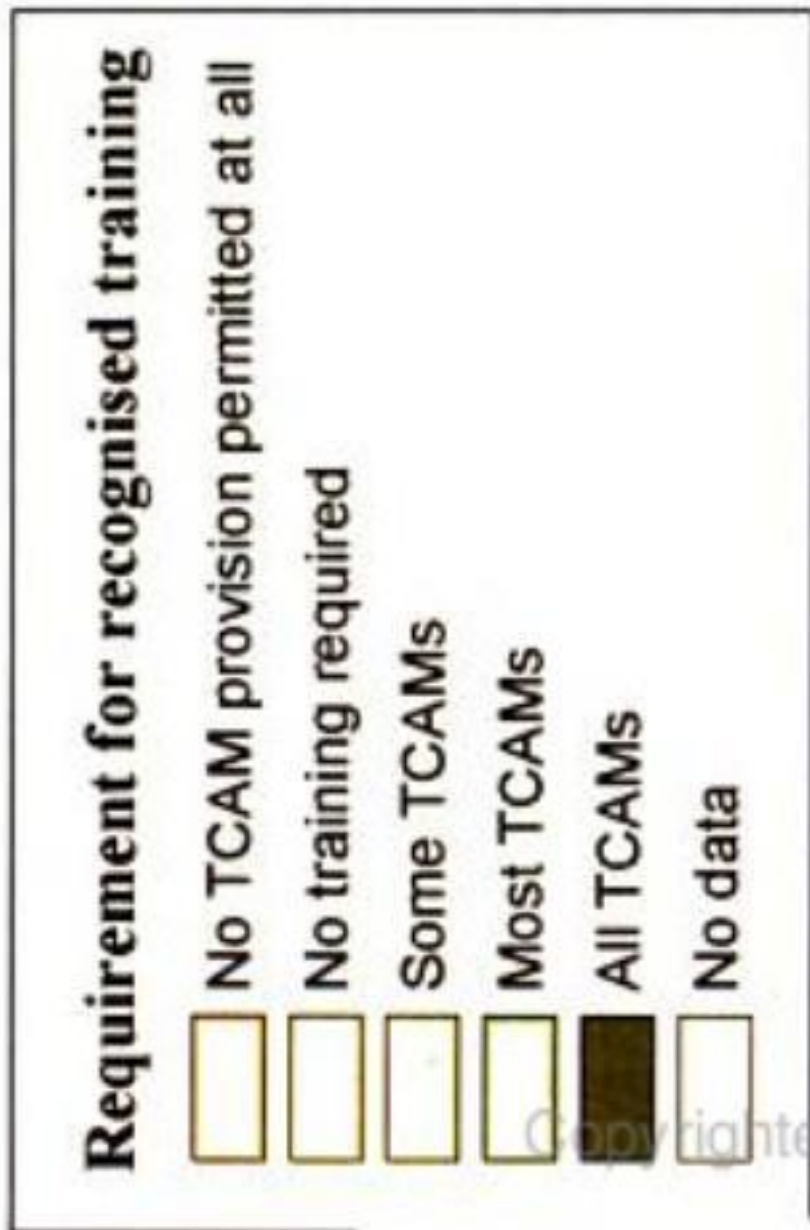 Requirement for recognised training
No TCAM provision permitted at all
No training required
Some TCAMs
Most TCAMs
All TCAMs
No data
Copyrighte